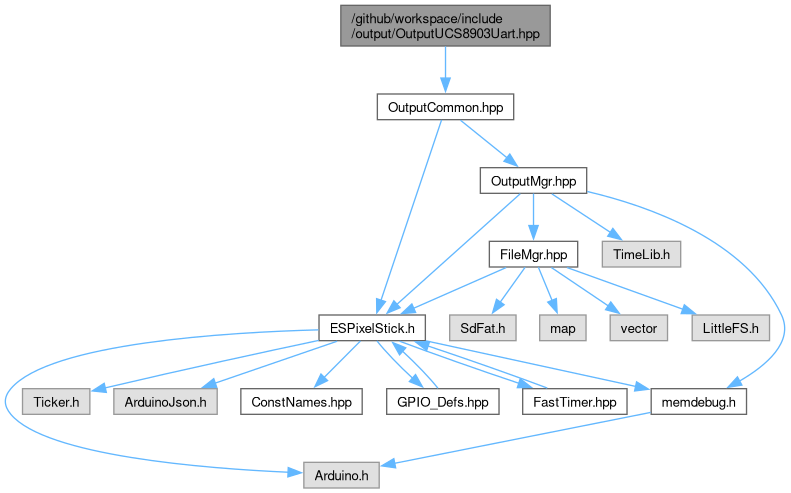 /github/workspace/include
/output/OutputUCS8903Uart.hpp
OutputCommon.hpp
OutputMgr.hpp
FileMgr.hpp
TimeLib.h
ESPixelStick.h
SdFat.h
map
vector
LittleFS.h
Ticker.h
ArduinoJson.h
ConstNames.hpp
GPIO_Defs.hpp
FastTimer.hpp
memdebug.h
Arduino.h